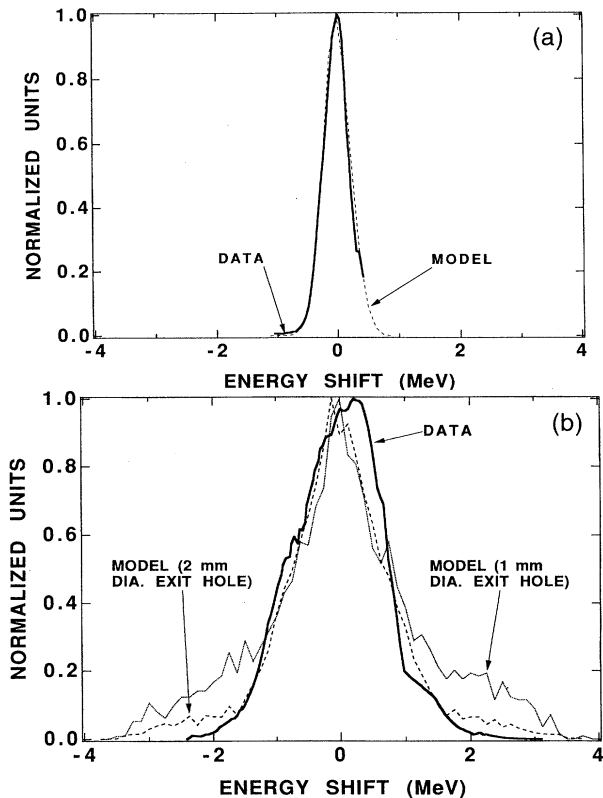 (a)
NORMALIZED UNITS
1.0
0.8
0.6
0.4
0.2
0.0
DATA
MODEL
-4
-2
0
2
4
ENERGY SHIFT (MeV)
(b)
NORMALIZED UNITS
1.0
0.8
0.6
0.4
0.2
0.0
DATA
MODEL (2 mm
DIA. EXIT HOLE)
MODEL (1 mm
DIA. EXIT HOLE)
-4
-2
0
2
4
ENERGY SHIFT (MeV)